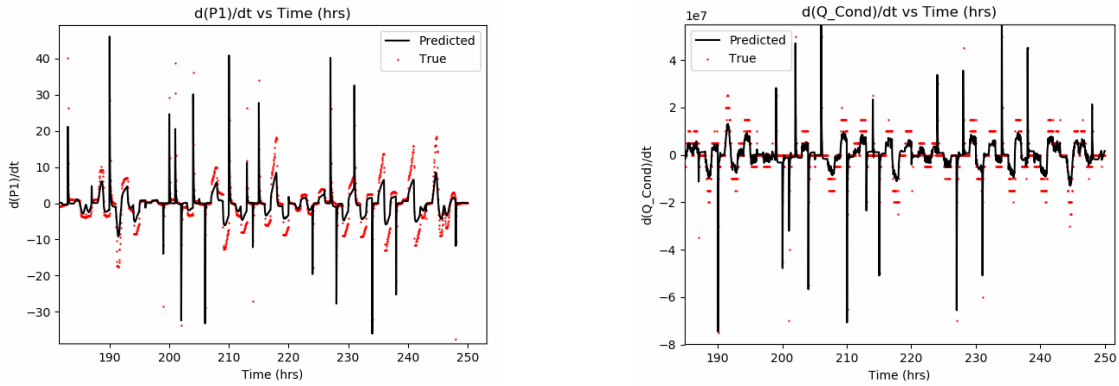 d(P1)/dt vs Time (hrs)
Predicted
True
d(P1)/dt
40
30
20
10
0
−10
−20
−30
190 200 210 220 230 240 250
Time (hrs)
d(Q_Cond)/dt vs Time (hrs)
1e7
Predicted
True
d(Q_Cond)/dt
4
2
0
−2
−4
−6
−8
190 200 210 220 230 240 250
Time (hrs)